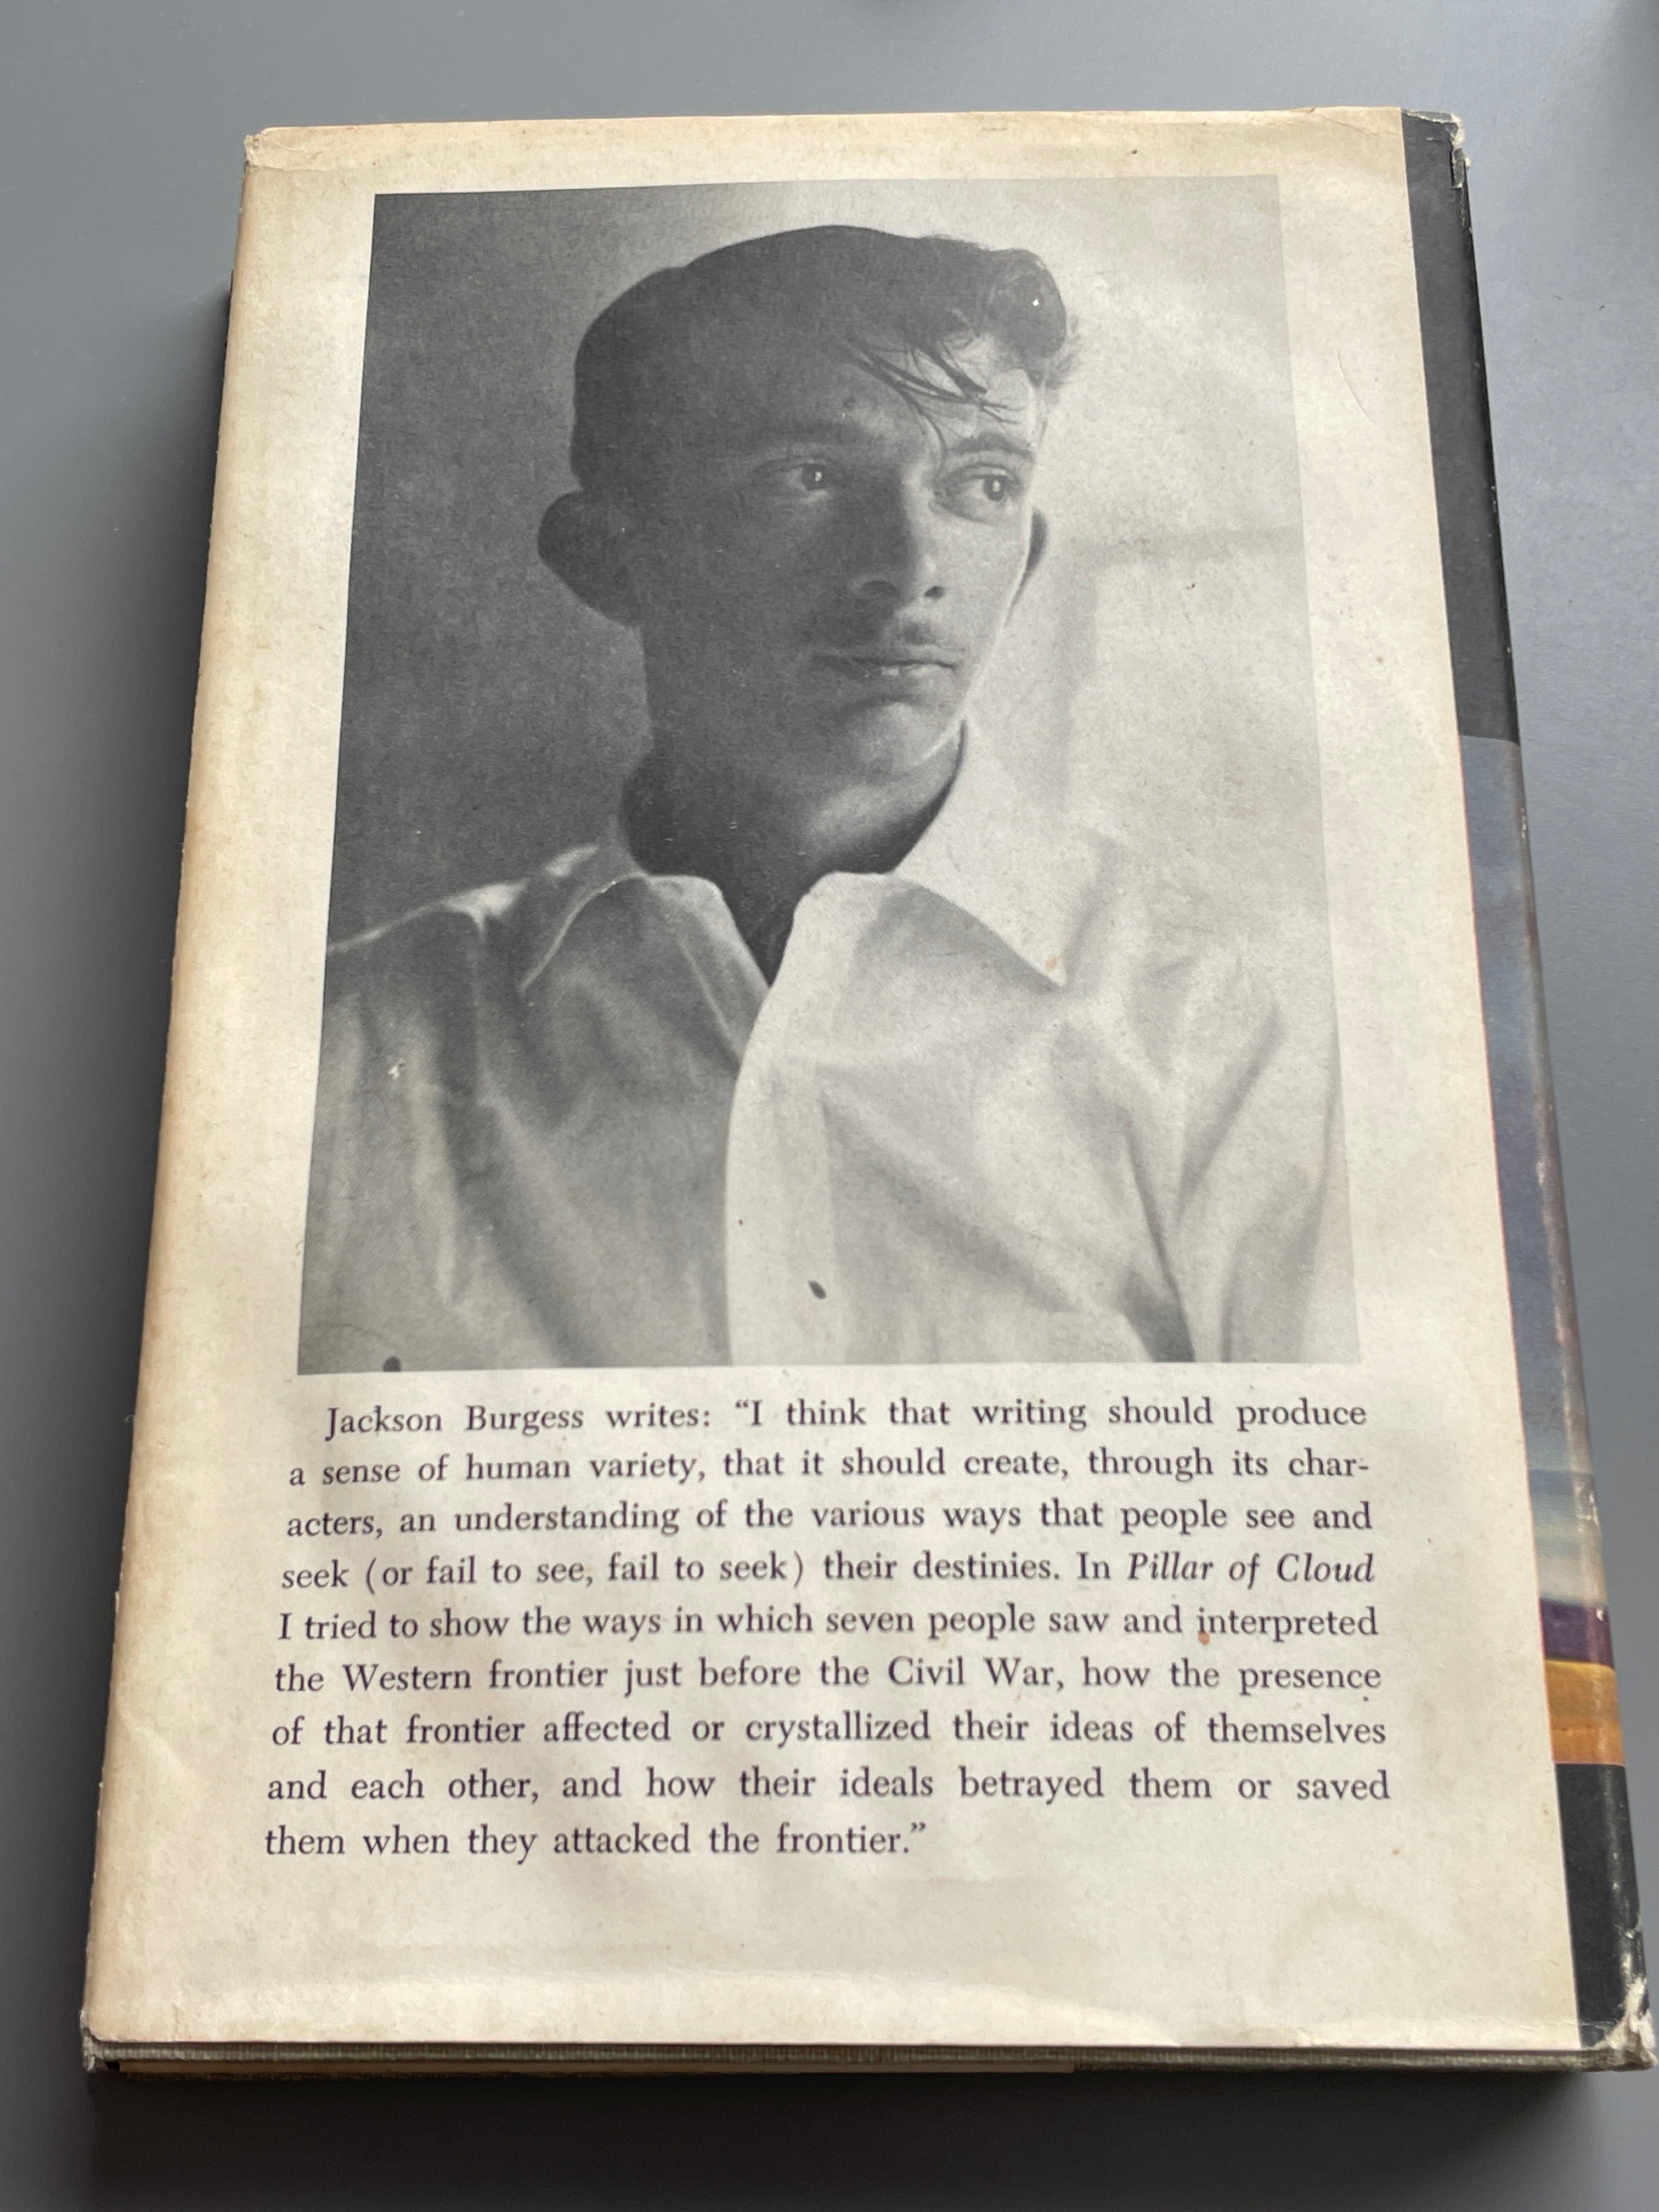 Jackson Burgess writes: “I think that writing should produce
a sense of human variety, that it should create, through its char-
acters, an understanding of the various ways that people see and
seek (or fail to see, fail to seek) their destinies. In Pillar of Cloud
I tried to show the ways in which seven people saw and interpreted
the Western frontier just before the Civil War, how the presence
of that frontier affected or crystallized their ideas of themselves
and each other, and how their ideals betrayed them or saved
them when they attacked the frontier.”